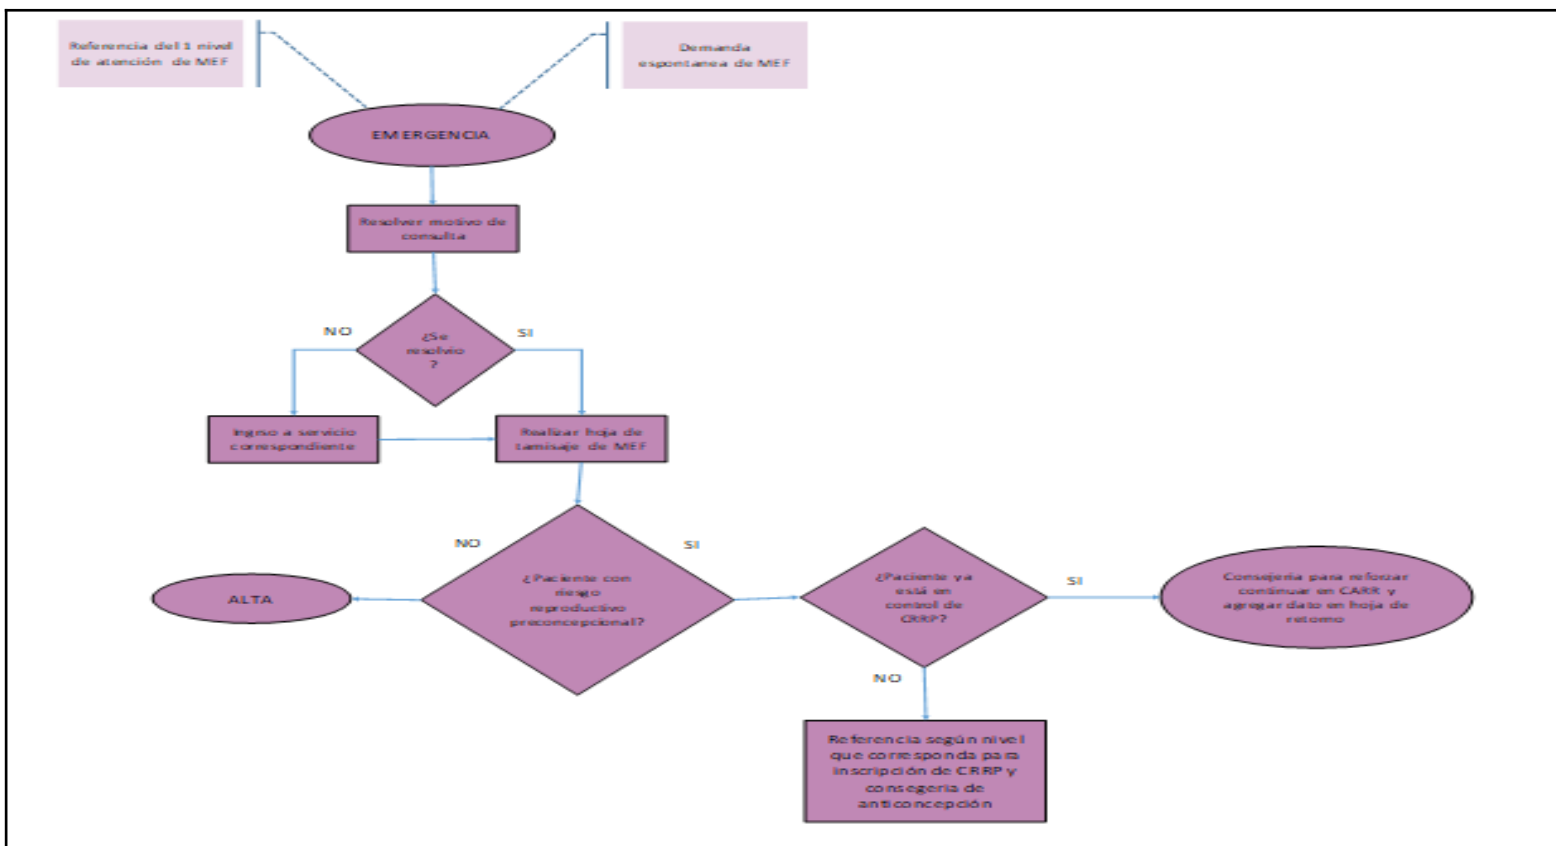 Referencia del 1 nivel
de atención de MEF
Demanda
espontanea de MEF
EMERGENCIA
Resolver motivo de
consulta
NO
¿Se
resolvio
?
SI
Ingrso a servicio
correspondiente
Realizar hoja de
tamisaje de MEF
NO
SI
¿Paciente con
riesgo
reproductivo
preconcepcional?
ALTA
¿Paciente ya
está en
control de
CRRP?
SI
Consejería para reforzar
continuar en CARR y
agregar dato en hoja de
retorno
NO
Referencia según nivel
que corresponda para
inscripción de CRRP y
consegeria de
anticoncepción